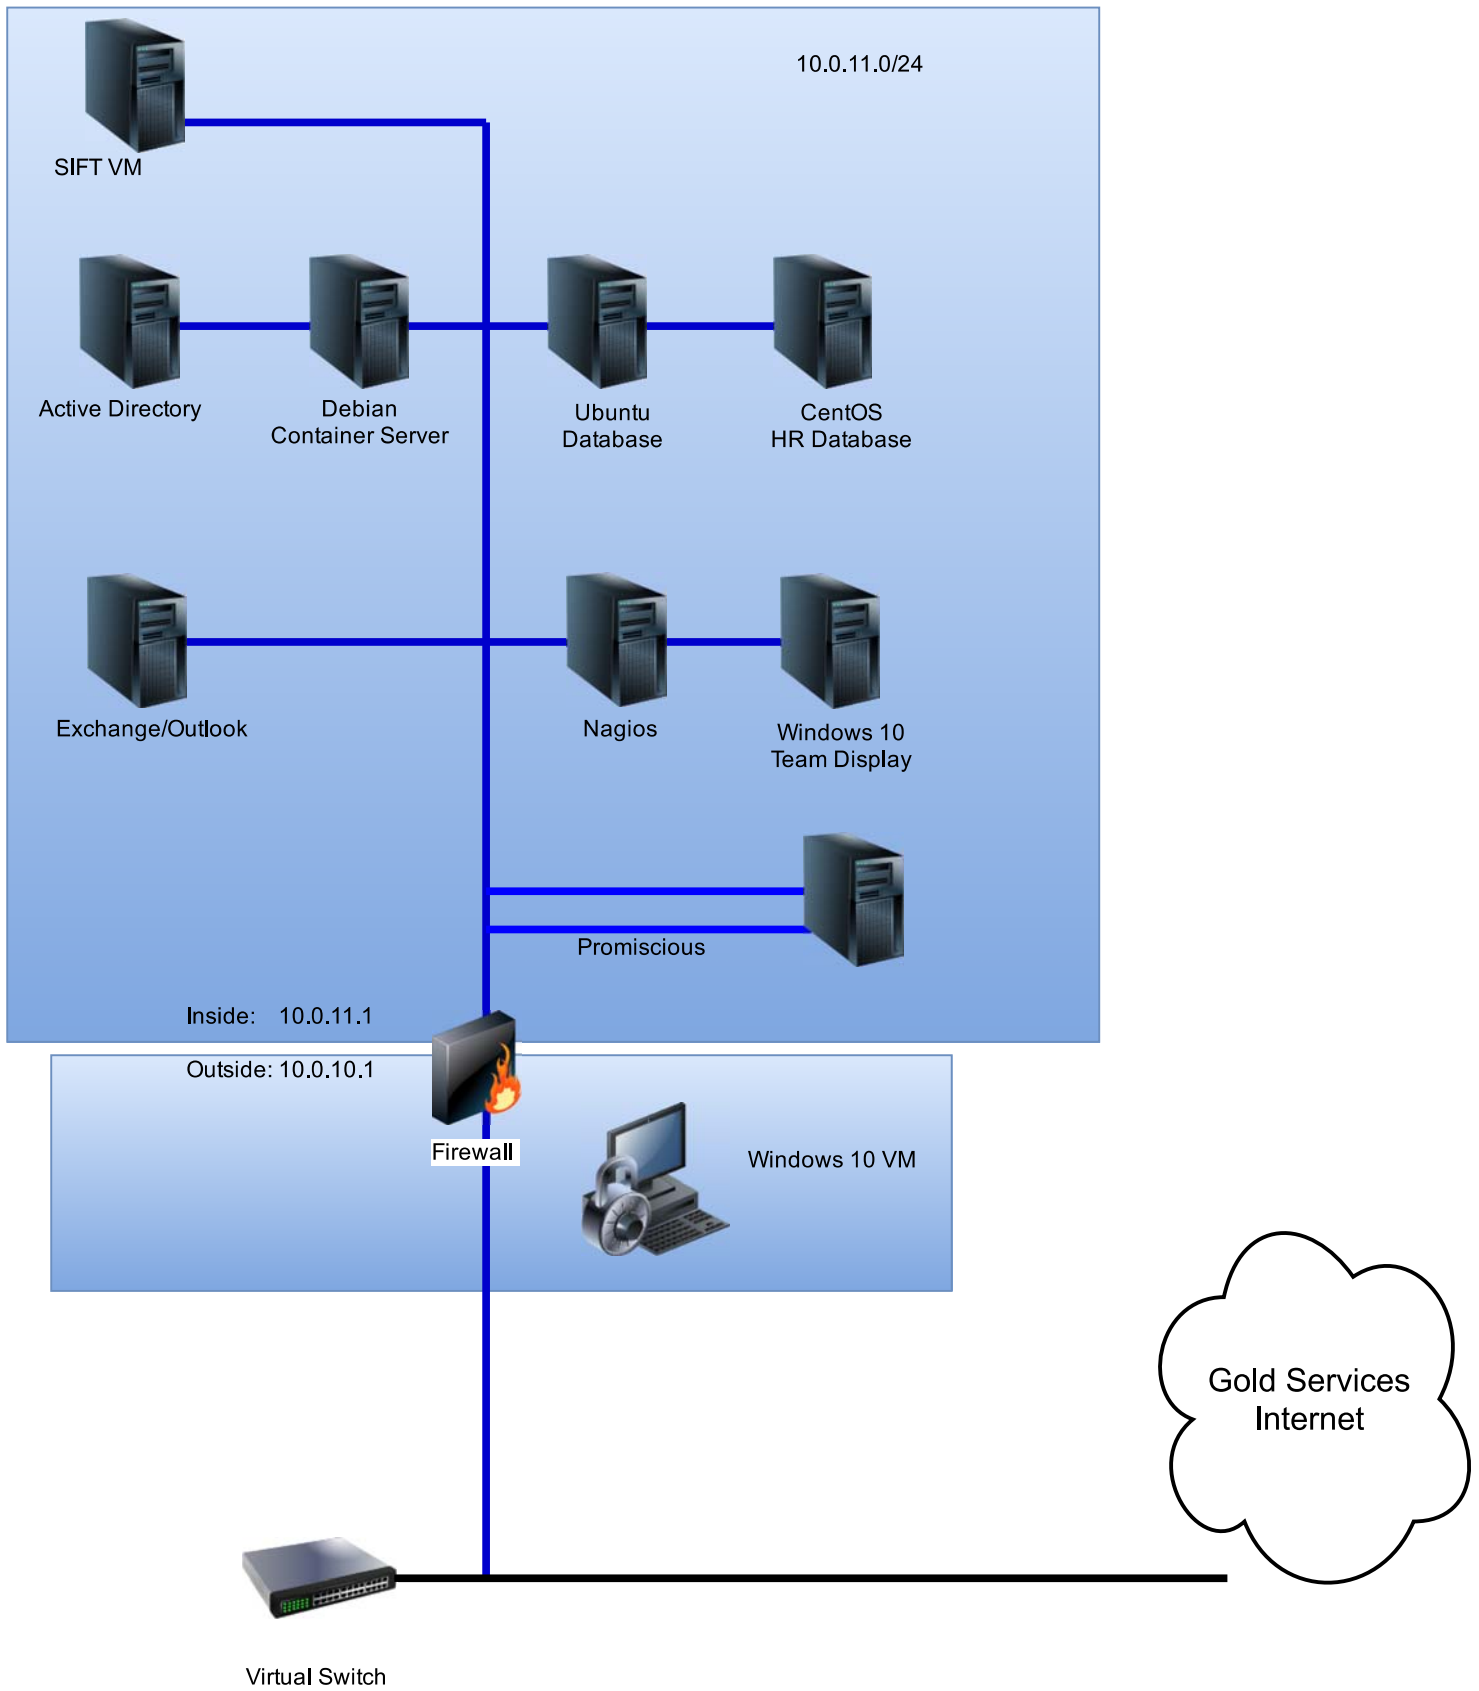 10.0.11.0/24
SIFT VM
Active Directory
Debian
Container Server
Ubuntu
Database
CentOS
HR Database
Exchange/Outlook
Nagios
Windows 10
Team Display
Promiscious
Inside: 10.0.11.1
Outside: 10.0.10.1
Firewall
Windows 10 VM
Gold Services
Internet
Virtual Switch